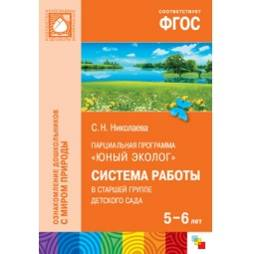 СООТВЕТСТВУЕТ
ФГОС
С. Н. Николаева
ПАРЦИАЛЬНАЯ ПРОГРАММА
«ЮНЫЙ ЭКОЛОГ»
СИСТЕМА РАБОТЫ
В СТАРШЕЙ ГРУППЕ
ДЕТСКОГО САДА
5–6 лет
ОЗНАКОМЛЕНИЕ ДОШКОЛЬНИКОВ
С МИРОМ ПРИРОДЫ